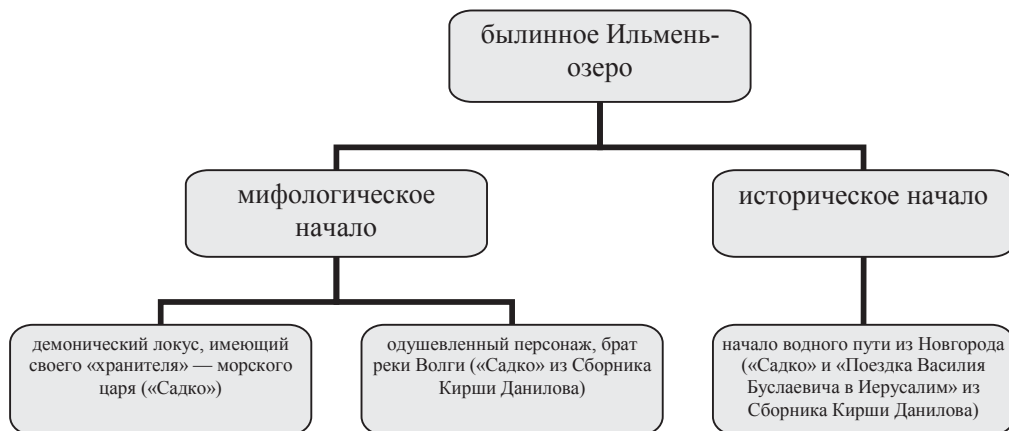 былинное Ильмень-
озеро
мифологическое
начало
историческое начало
демонический локус, имеющий
своего «хранителя» — морского
царя («Садко»)
одушевленный персонаж, брат
реки Волги («Садко» из Сборника
Кирши Данилова)
начало водного пути из Новгорода
(«Садко» и «Поездка Василия
Буслаевича в Иерусалим» из
Сборника Кирши Данилова)